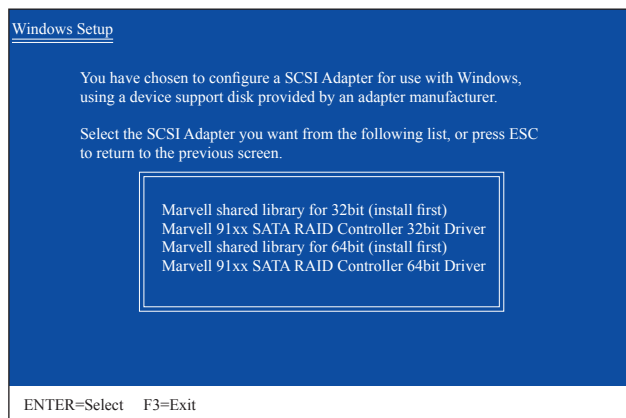 Windows Setup
You have chosen to configure a SCSI Adapter for use with Windows,
using a device support disk provided by an adapter manufacturer.
Select the SCSI Adapter you want from the following list, or press ESC
to return to the previous screen.
Marvell shared library for 32bit (install first)
Marvell 91xx SATA RAID Controller 32bit Driver
Marvell shared library for 64bit (install first)
Marvell 91xx SATA RAID Controller 64bit Driver
ENTER=Select F3=Exit